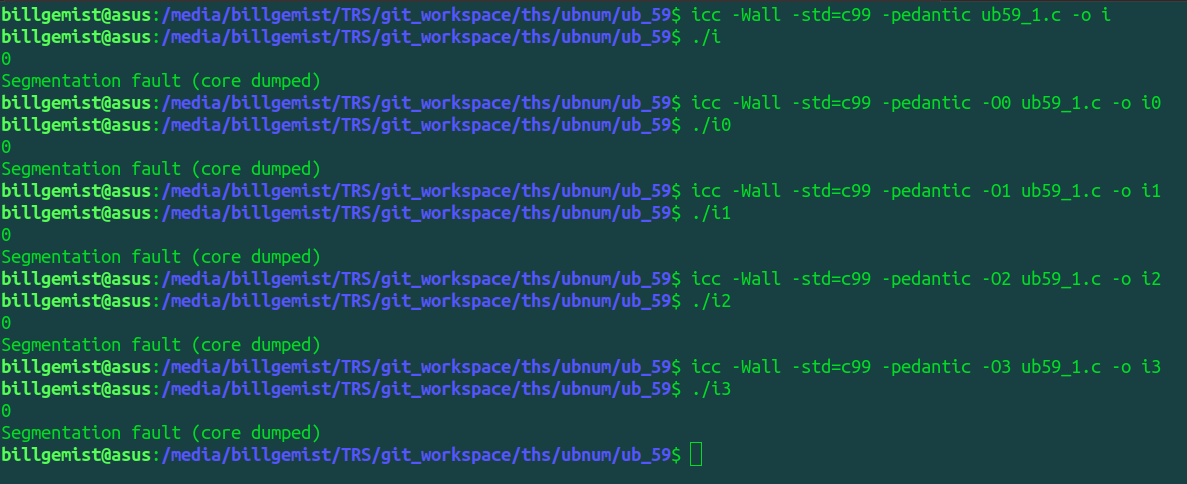 billgemist@asus:/media/billgemist/TRS/git_workspace/ths/ubnum/ub_59$ icc -Wall -std=c99 -pedantic ub59_1.c -o i
billgemist@asus:/media/billgemist/TRS/git_workspace/ths/ubnum/ub_59$ ./i
0
Segmentation fault (core dumped)
billgemist@asus:/media/billgemist/TRS/git_workspace/ths/ubnum/ub_59$ icc -Wall -std=c99 -pedantic -O0 ub59_1.c -o i0
billgemist@asus:/media/billgemist/TRS/git_workspace/ths/ubnum/ub_59$ ./i0
0
Segmentation fault (core dumped)
billgemist@asus:/media/billgemist/TRS/git_workspace/ths/ubnum/ub_59$ icc -Wall -std=c99 -pedantic -O1 ub59_1.c -o i1
billgemist@asus:/media/billgemist/TRS/git_workspace/ths/ubnum/ub_59$ ./i1
0
Segmentation fault (core dumped)
billgemist@asus:/media/billgemist/TRS/git_workspace/ths/ubnum/ub_59$ icc -Wall -std=c99 -pedantic -O2 ub59_1.c -o i2
billgemist@asus:/media/billgemist/TRS/git_workspace/ths/ubnum/ub_59$ ./i2
0
Segmentation fault (core dumped)
billgemist@asus:/media/billgemist/TRS/git_workspace/ths/ubnum/ub_59$ icc -Wall -std=c99 -pedantic -O3 ub59_1.c -o i3
billgemist@asus:/media/billgemist/TRS/git_workspace/ths/ubnum/ub_59$ ./i3
0
Segmentation fault (core dumped)
billgemist@asus:/media/billgemist/TRS/git_workspace/ths/ubnum/ub_59$